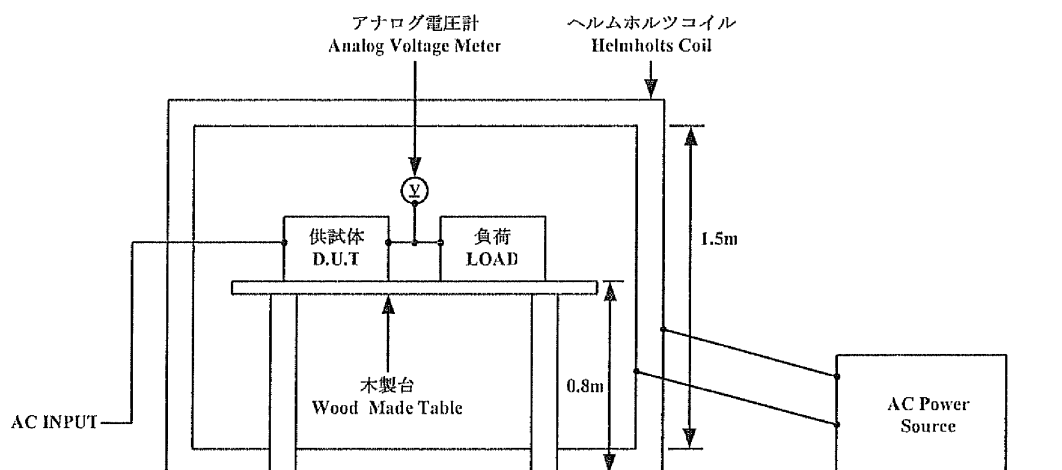 アナログ電圧計
Analog Voltage Meter
ヘルムホルツコイル
Helmholts Coil
V
供試体
D.U.T
負荷
LOAD
1.5m
木製台
Wood Made Table
0.8m
AC INPUT
AC Power
Source